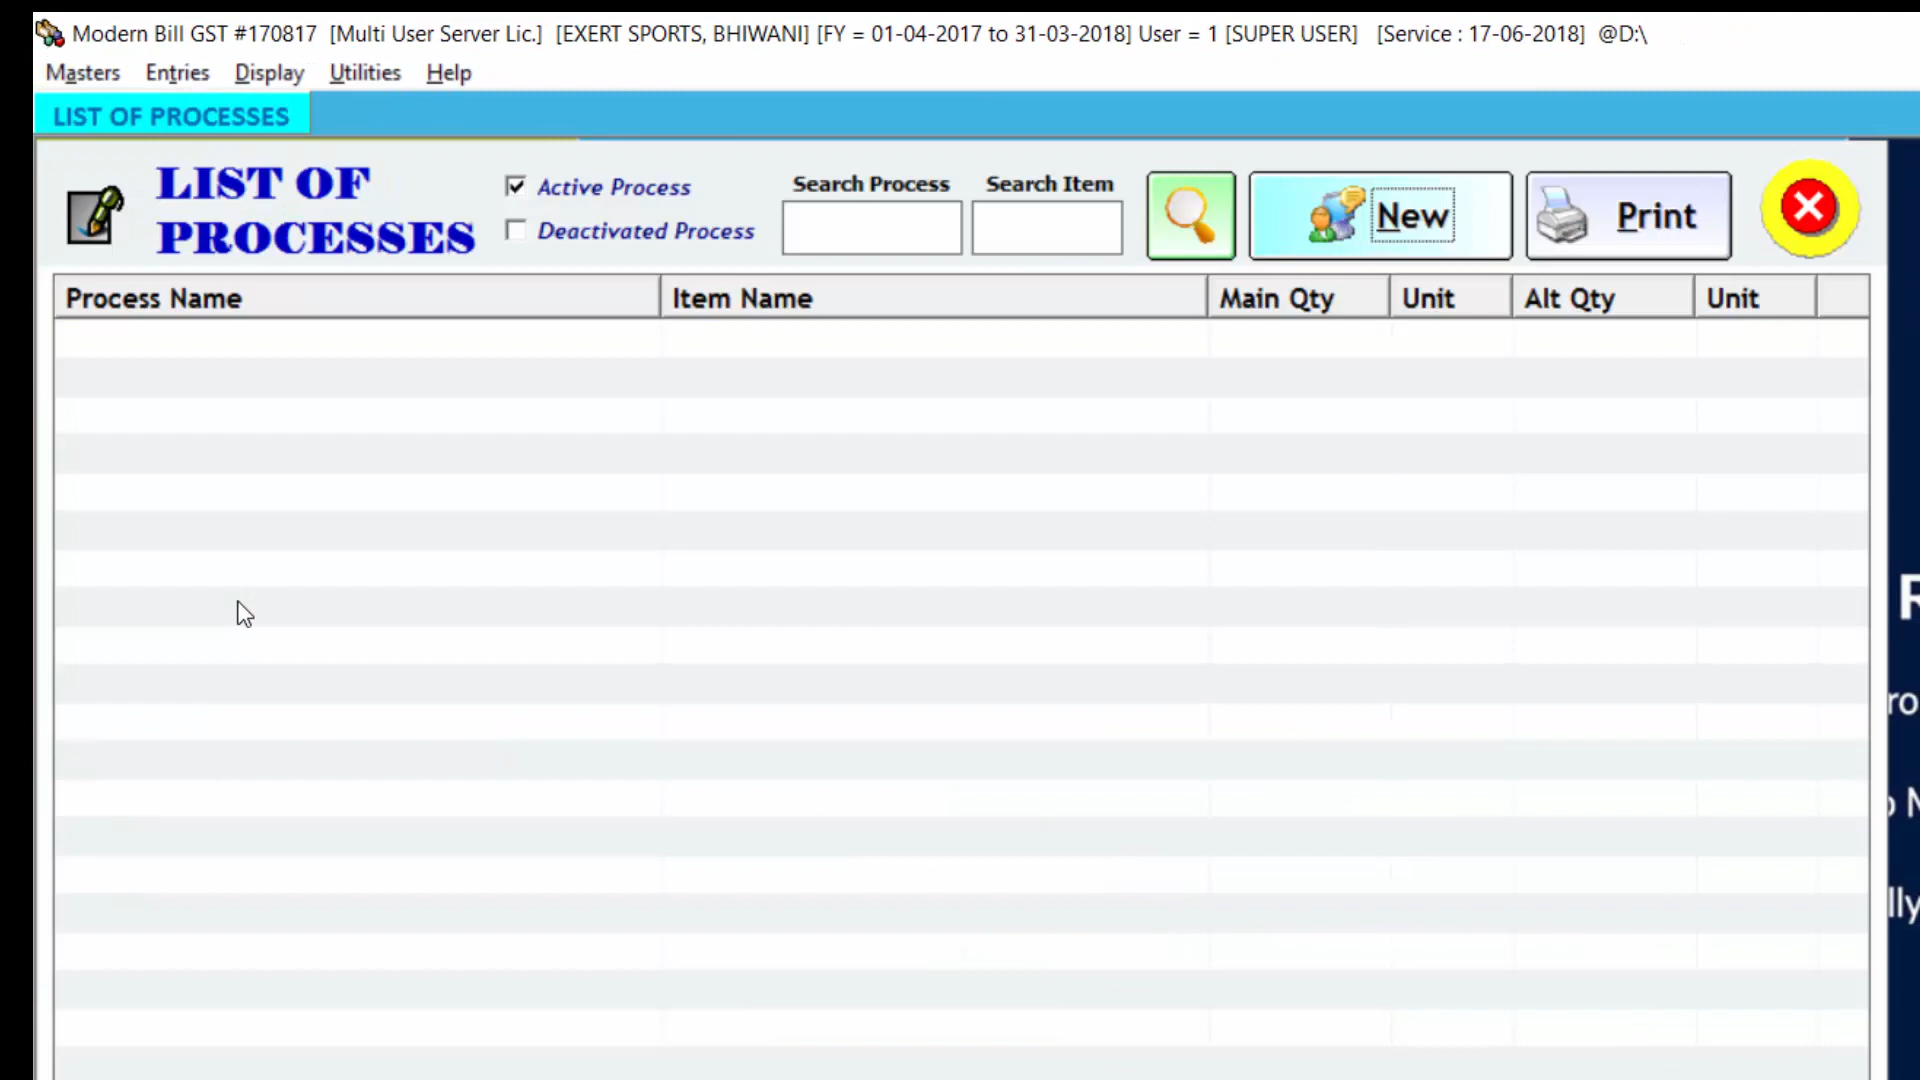 Modern Bill GST #170817 [Multi User Server Lic.] [EXERT SPORTS, BHIWANI] [FY = 01-04-2017 to 31-03-2018] User = 1 [SUPER USER] [Service : 17-06-2018] @D:\
Masters Entries Display Utilities Help
LIST OF PROCESSES
LIST OF
PROCESSES
Active Process
Deactivated Process
Search Process
Search Item
New
Print
Process Name Item Name Main Qty Unit Alt Qty Unit